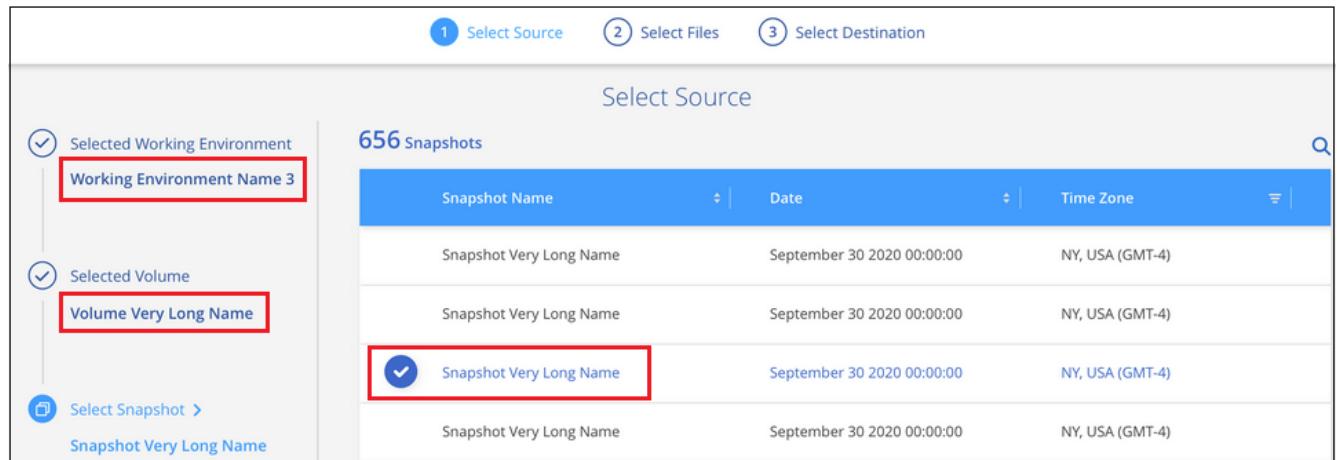 1 Select Source 2 Select Files 3 Select Destination
Select Source
Selected Working Environment
Working Environment Name 3
Selected Volume
Volume Very Long Name
Select Snapshot >
Snapshot Very Long Name
656 Snapshots
Snapshot Name Date Time Zone
Snapshot Very Long Name September 30 2020 00:00:00 NY, USA (GMT-4)
Snapshot Very Long Name September 30 2020 00:00:00 NY, USA (GMT-4)
Snapshot Very Long Name September 30 2020 00:00:00 NY, USA (GMT-4)
Snapshot Very Long Name September 30 2020 00:00:00 NY, USA (GMT-4)